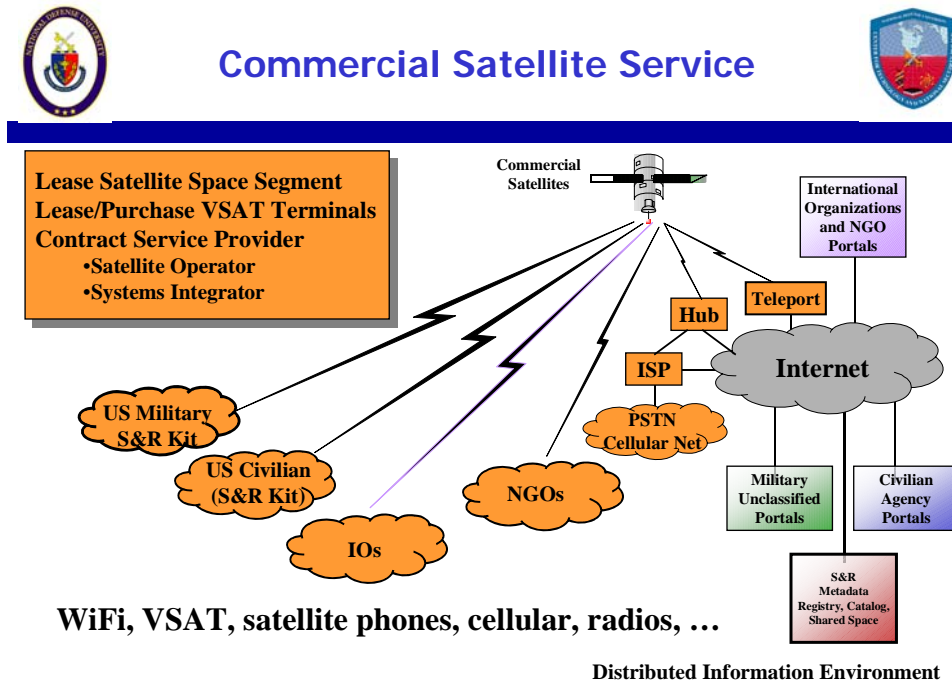 Commercial Satellite Service
NATIONAL DEFENSE UNIVERSITY
Lease Satellite Space Segment
Lease/Purchase VSAT Terminals
Contract Service Provider
•Satellite Operator
•Systems Integrator
Commercial
Satellites
International
Organizations
and NGO
Portals
Teleport
Hub
Internet
ISP
PSTN
Cellular Net
US Military
S&R Kit
US Civilian
(S&R Kit)
IOs
NGOs
Military
Unclassified
Portals
Civilian
Agency
Portals
S&R
Metadata
Registry, Catalog,
Shared Space
WiFi, VSAT, satellite phones, cellular, radios, …
Distributed Information Environment